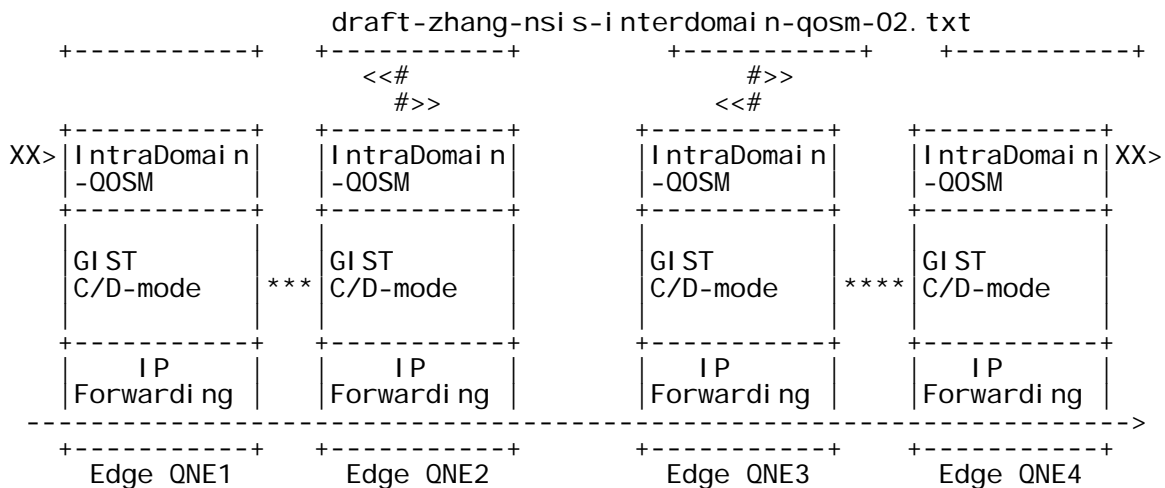 draft-zhang-nsis-interdomain-qosm-02.txt
+-----------+    +-----------+          +-----------+    +-----------+
<<#                      #>>
#>>                  <<#
+-----------+    +-----------+       +-----------+     +-----------+
XX>|IntraDomain|    |IntraDomain|       |IntraDomain|     |IntraDomain|XX>
|-QOSM      |    |-QOSM      |       |-QOSM      |     |-QOSM      |
+-----------+    +-----------+       +-----------+     +-----------+
|           |    |           |       |           |     |           |
|GIST       |    |GIST       |       |GIST       |     |GIST       |
|C/D-mode   |***|C/D-mode   |       |C/D-mode   |****|C/D-mode   |
|           |    |           |       |           |     |           |
+-----------+    +-----------+       +-----------+     +-----------+
|    IP     |    |    IP     |       |   IP      |     |   IP      |
|Forwarding |    |Forwarding |       |Forwarding |     |Forwarding |
------------------------------------------------------------------------->
+-----------+    +-----------+       +-----------+     +-----------+
Edge QNE1        Edge QNE2           Edge QNE3         Edge QNE4